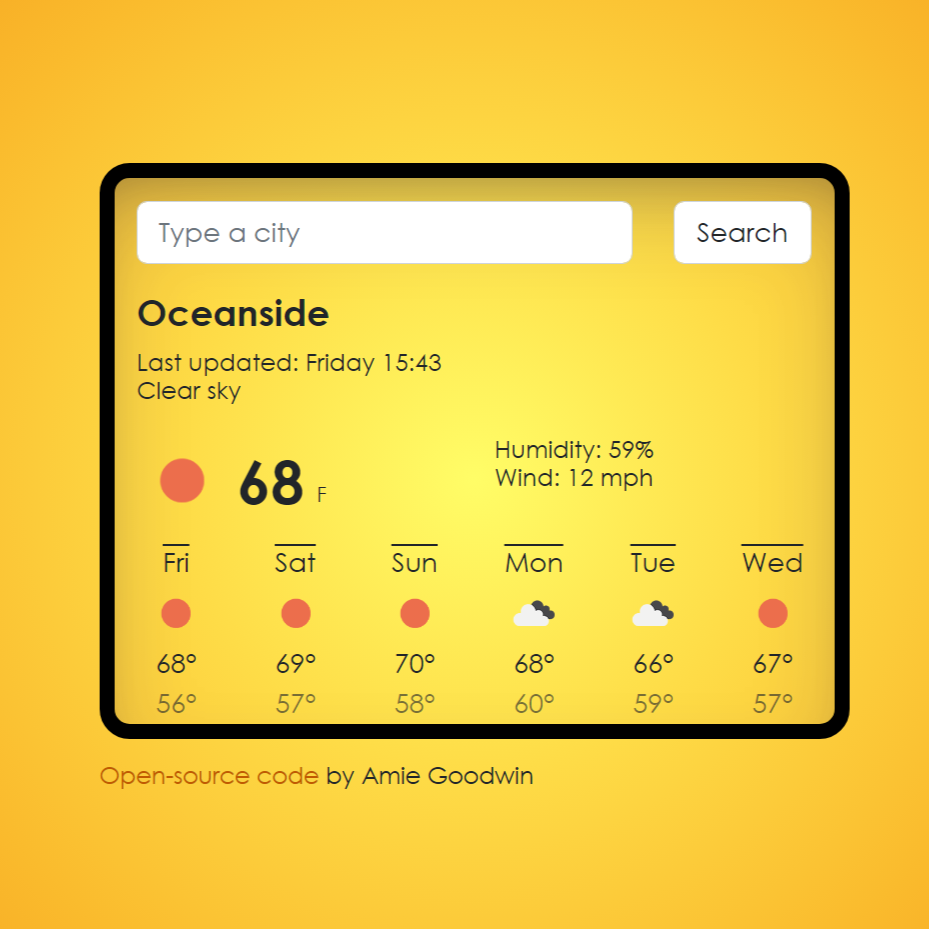 Type a city
Search
Oceanside
Last updated: Friday 15:43
Clear sky
68 F
Humidity: 59%
Wind: 12 mph
Fri Sat Sun Mon Tue Wed
68° 69° 70° 68° 66° 67°
56° 57° 58° 60° 59° 57°
Open-source code by Amie Goodwin